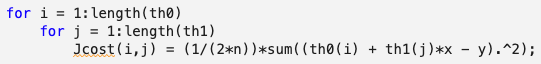 for i = 1:length(th0)
    for j = 1:length(th1)
        Jcost(i,j) = (1/(2*n))*sum((th0(i) + th1(j)*x - y).^2);